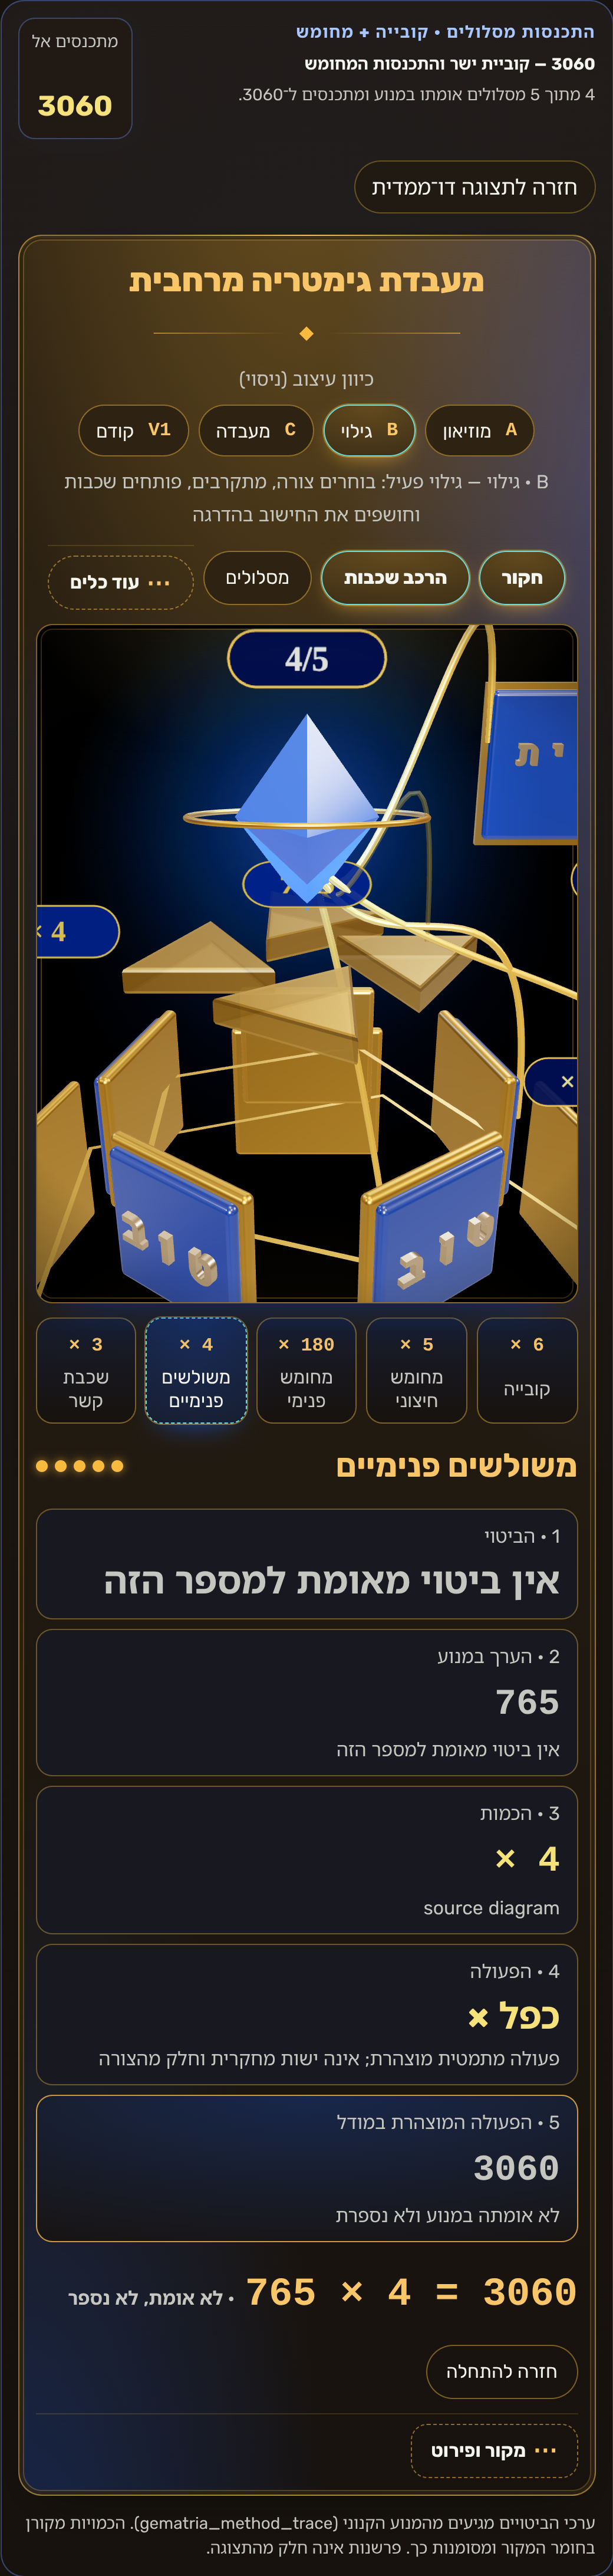 התכנסות מסלולים • קובייה + מחומש
3060 — קוביית ישר והתכנסות המחומש
4 מתוך 5 מסלולים אומתו במנוע ומתכנסים ל־3060.
מתכנסים אל
3060
חזרה לתצוגה דו־ממדית
מעבדת גימטריה מרחבית
כיוון עיצוב (ניסוי)
A מוזיאון
B גילוי
C מעבדה
V1 קודם
B • גילוי — גילוי פעיל: בוחרים צורה, מתקרבים, פותחים שכבות
וחושפים את החישוב בהדרגה
חקור
הרכב שכבות
מסלולים
••• עוד כלים
4/5
ית
× 4
×
טוב
טוב
× 6
קובייה
× 5
מחומש
חיצוני
× 180
מחומש
פנימי
× 4
משולשים
פנימיים
× 3
שכבת
קשר
משולשים פנימיים
1 • הביטוי
אין ביטוי מאומת למספר הזה
2 • הערך במנוע
765
אין ביטוי מאומת למספר הזה
3 • הכמות
× 4
source diagram
4 • הפעולה
כפל ×
פעולה מתמטית מוצהרת; אינה ישות מחקרית וחלק מהצורה
5 • הפעולה המוצהרת במודל
3060
לא אומתה במנוע ולא נספרת
765 × 4 = 3060 • לא אומת, לא נספר
חזרה להתחלה
••• מקור ופירוט
ערכי הביטויים מגיעים מהמנוע הקנוני (gematria_method_trace). הכמויות מקורן
בחומר המקור ומסומנות כך. פרשנות אינה חלק מהתצוגה.